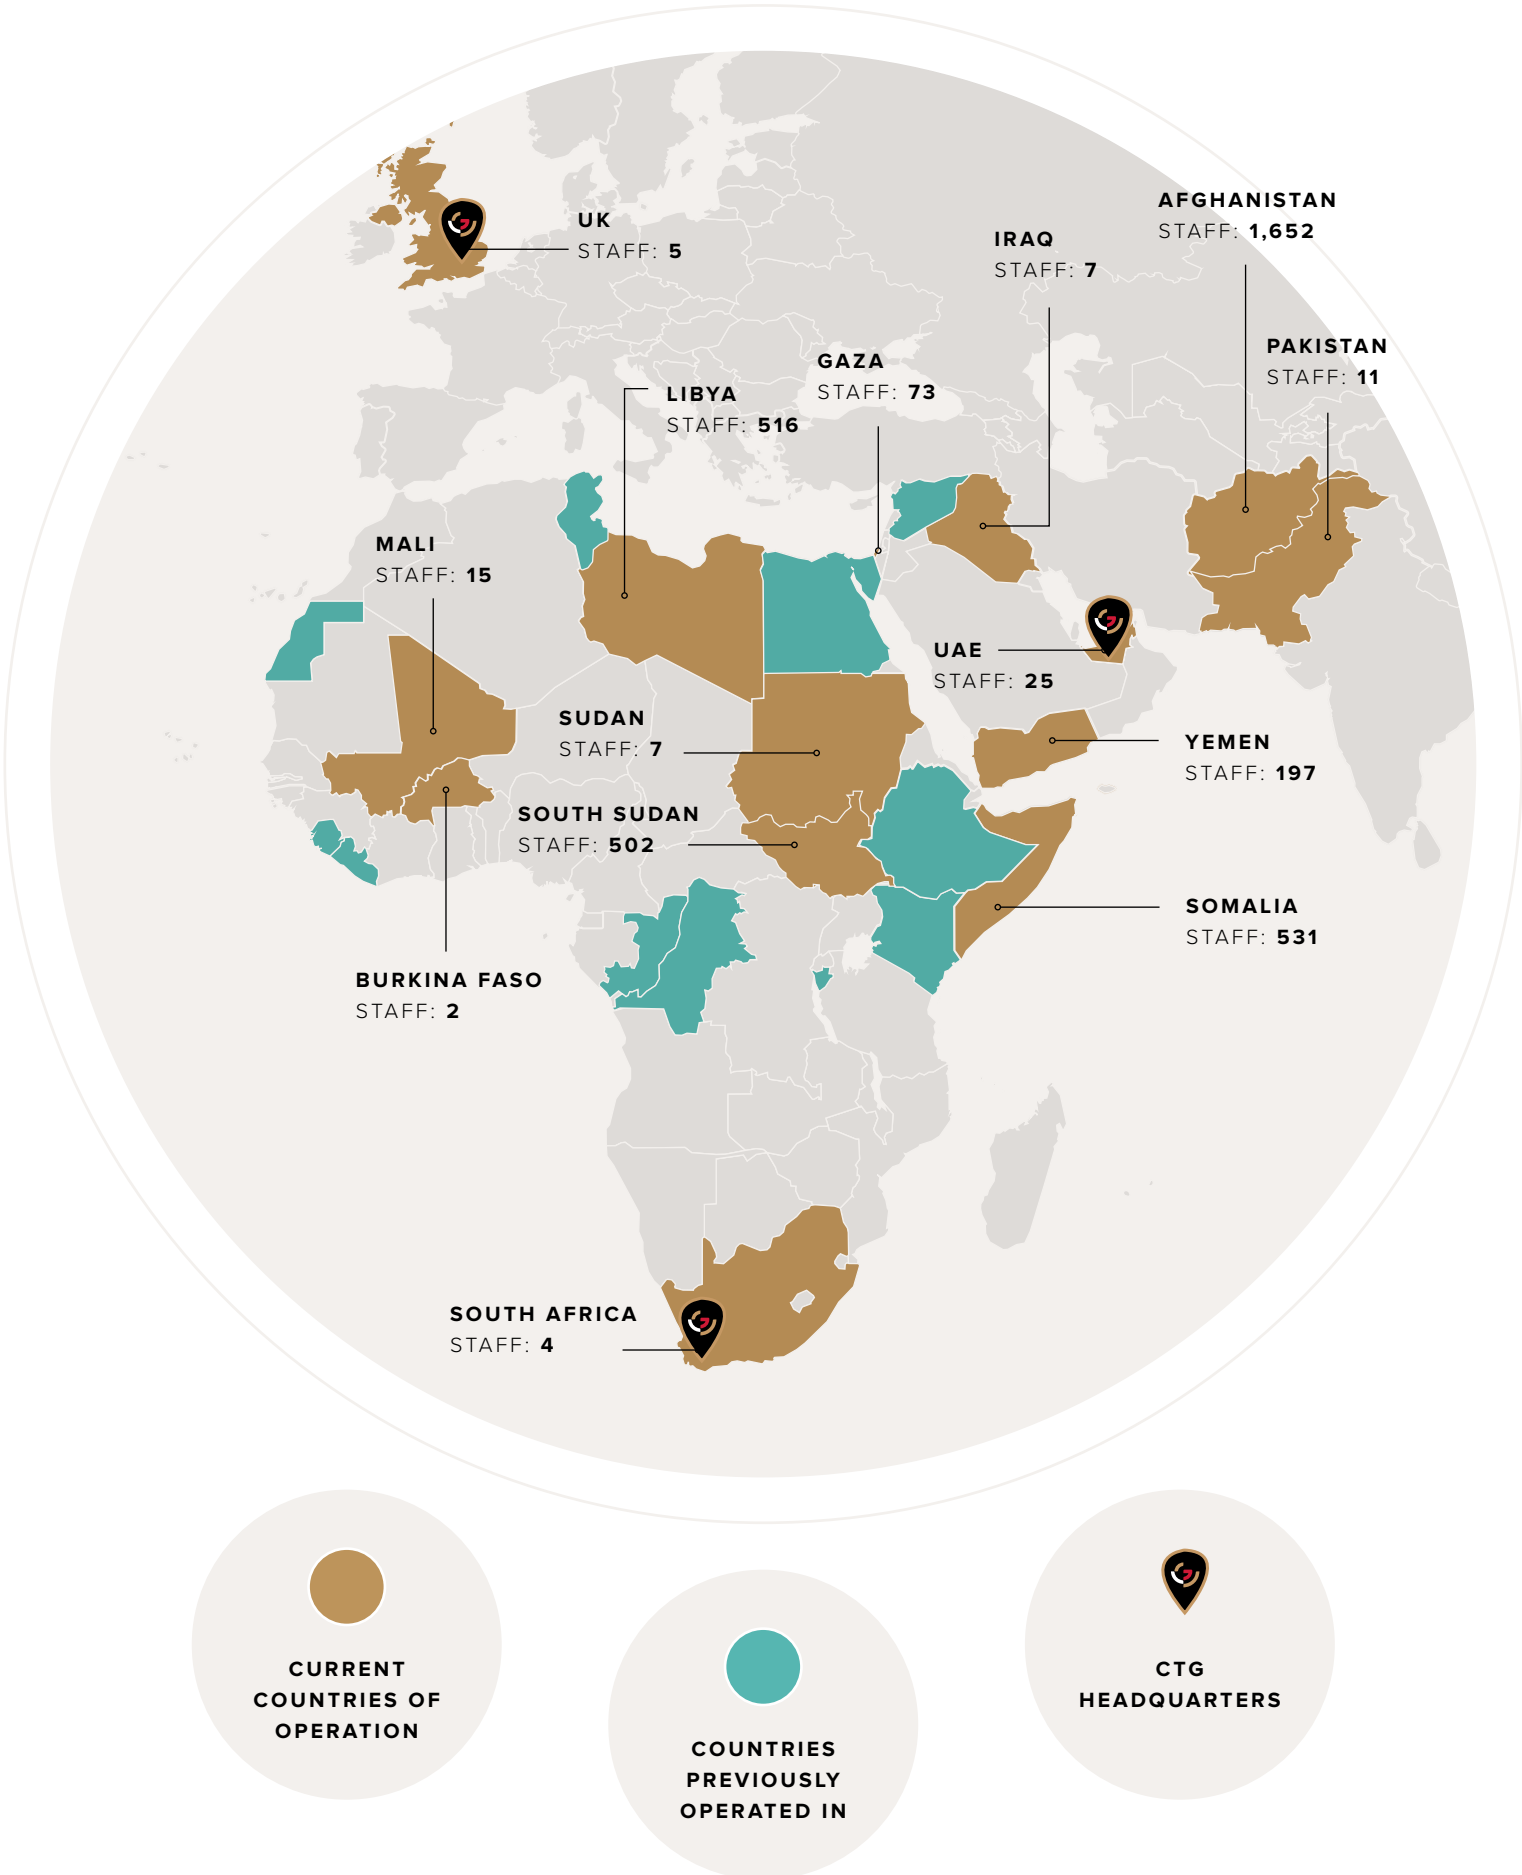 AFGHANISTAN
STAFF: 1,652
UK
STAFF: 5
IRAQ
STAFF: 7
PAKISTAN
STAFF: 11
GAZA
STAFF: 73
LIBYA
STAFF: 516
MALI
STAFF: 15
UAE
STAFF: 25
SUDAN
STAFF: 7
YEMEN
STAFF: 197
SOUTH SUDAN
STAFF: 502
SOMALIA
STAFF: 531
BURKINA FASO
STAFF: 2
SOUTH AFRICA
STAFF: 4
CURRENT
COUNTRIES OF
OPERATION
COUNTRIES
PREVIOUSLY
OPERATED IN
CTG
HEADQUARTERS